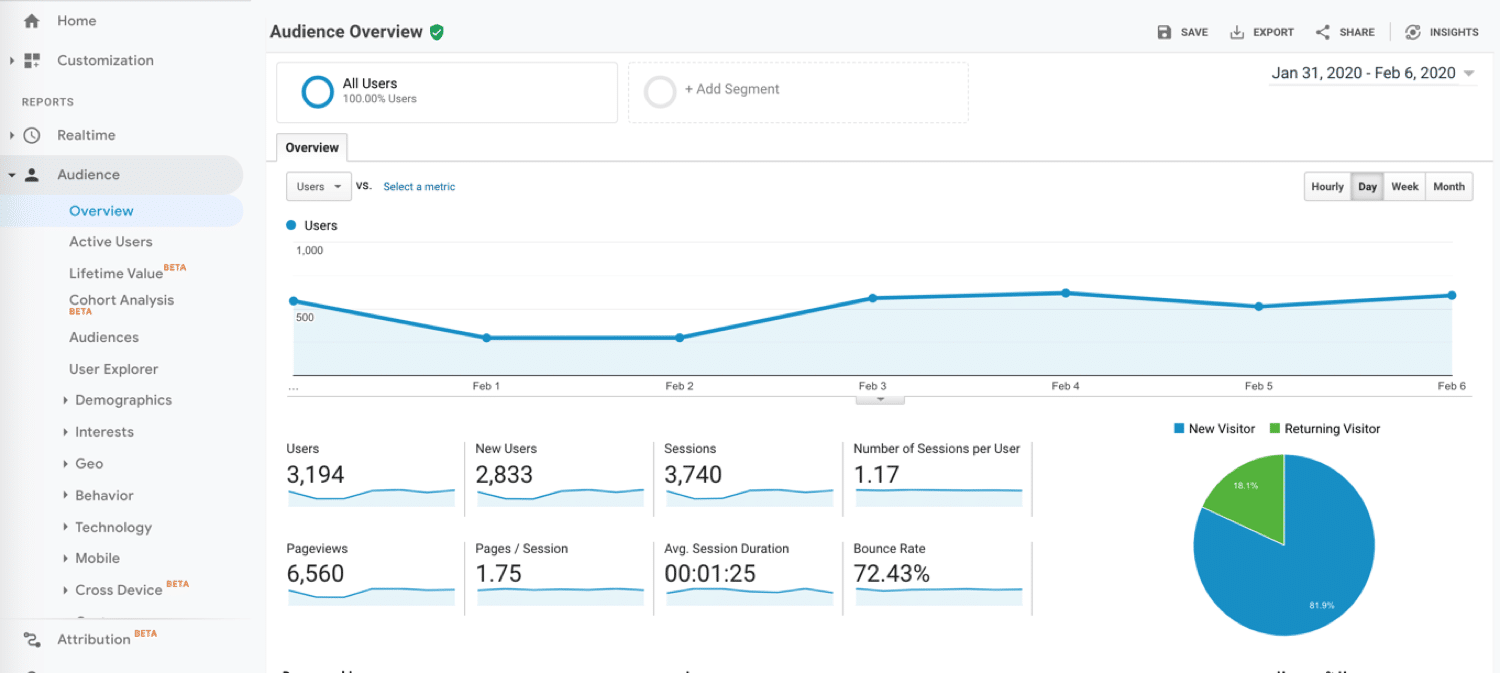 Home
Customization
REPORTS
Realtime
Audience
Overview
Active Users
Lifetime Value BETA
Cohort Analysis
BETA
Audiences
User Explorer
Demographics
Interests
Geo
Behavior
Technology
Mobile
Cross Device BETA
Attribution BETA
Audience Overview
SAVE EXPORT SHARE INSIGHTS
All Users
100.00% Users
+ Add Segment
Jan 31, 2020 - Feb 6, 2020
Overview
Users vs. Select a metric
Hourly Day Week Month
Users
1,000
500
... Feb 1 Feb 2 Feb 3 Feb 4 Feb 5 Feb 6
New Visitor Returning Visitor
Users New Users Sessions Number of Sessions per User
3,194 2,833 3,740 1.17
18.1%
Pageviews Pages / Session Avg. Session Duration Bounce Rate
6,560 1.75 00:01:25 72.43%
81.9%